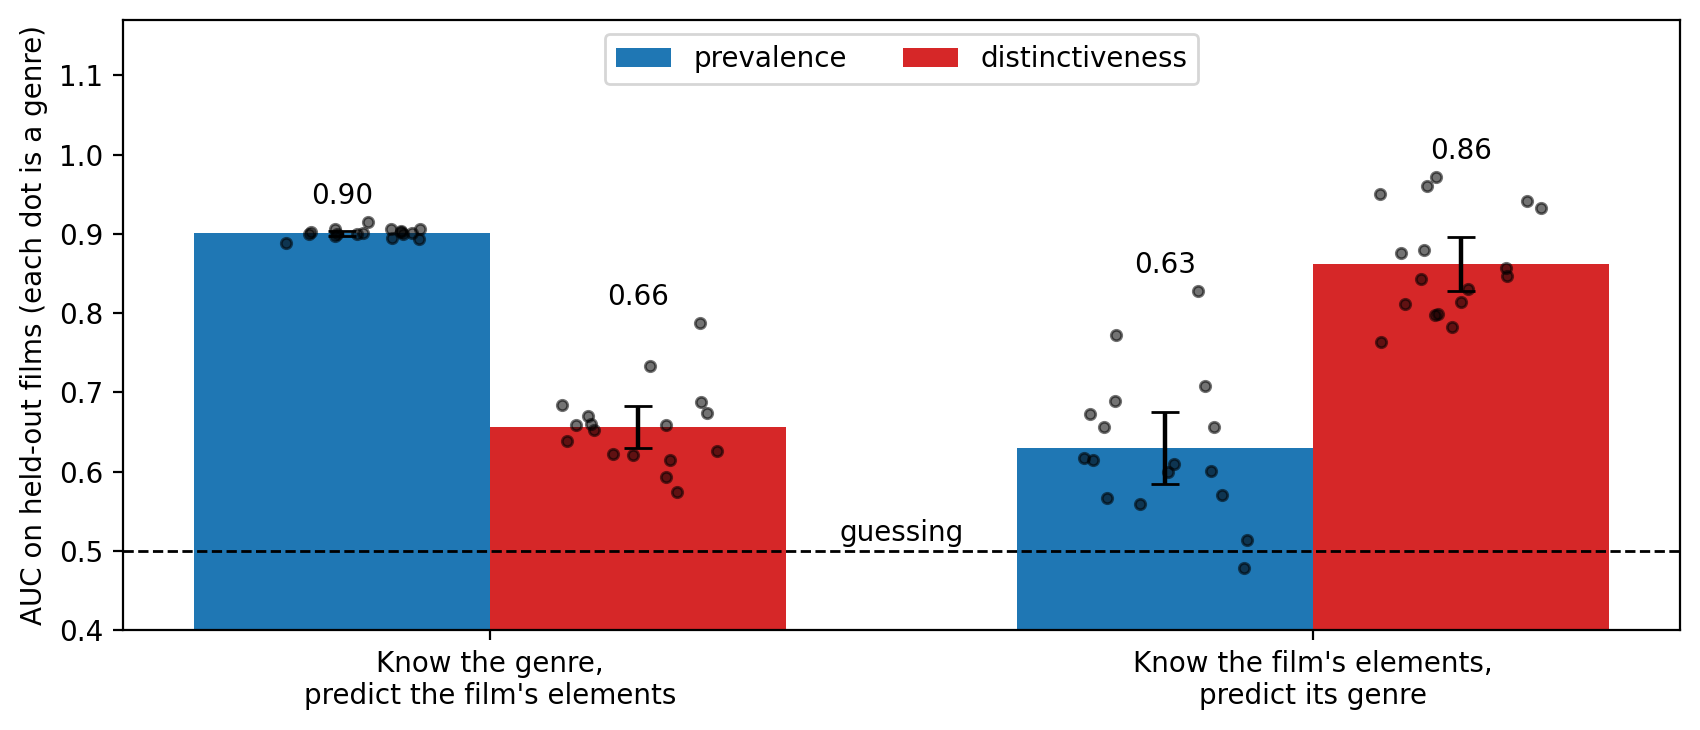 prevalence
distinctiveness
AUC on held-out films (each dot is a genre)
1.1
1.0
0.9
0.8
0.7
0.6
0.5
0.4
0.90
0.66
0.63
0.86
guessing
Know the genre,
predict the film's elements
Know the film's elements,
predict its genre